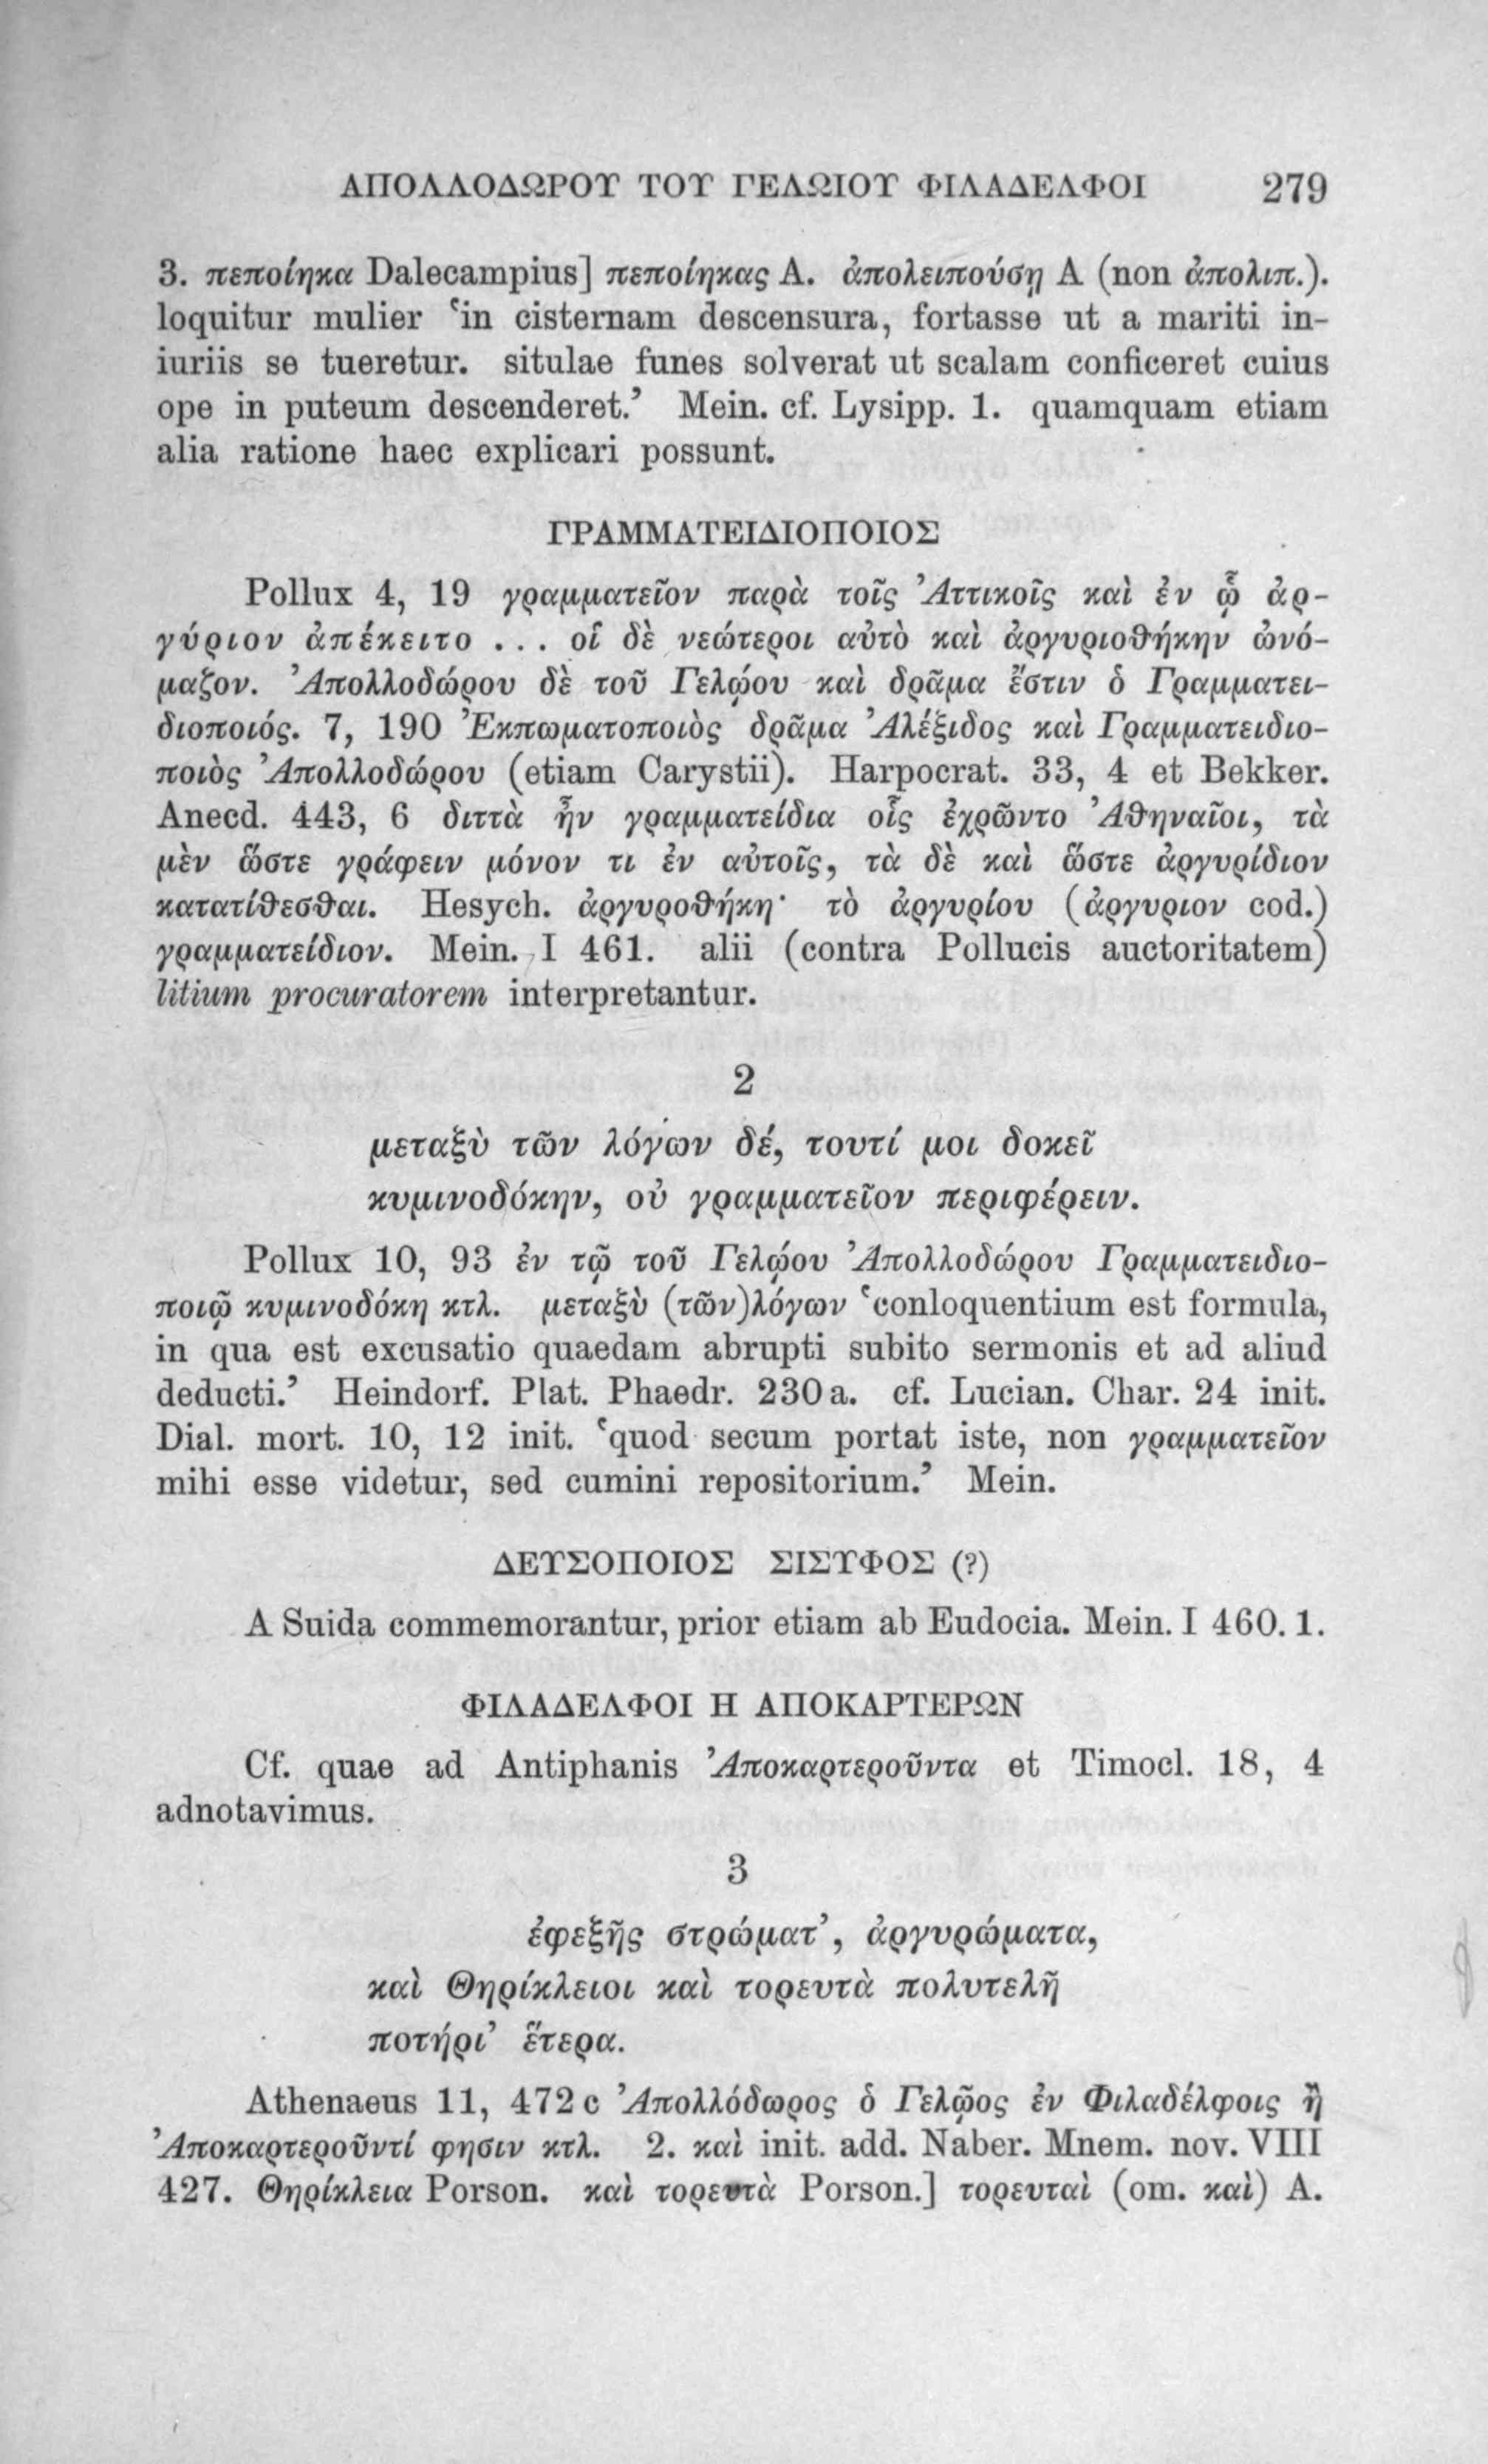 ΑΠΟΛΛΟΔΩΡΟΥ ΤΟΥ ΓΕΛΩΙΟΥ ΦΙΛΑΔΕΛΦΟΙ 279
3. πεποίηκα Dalecampius] πεποίηκας A. ἀπολειπούσῃ A (non ἀπολιπ.).
loquitur mulier ‘in cisternam descensura, fortasse ut a mariti in-
iuriis se tueretur. situlae funes solverat ut scalam conficeret cuius
ope in puteum descenderet.’ Mein. cf. Lysipp. 1. quamquam etiam
alia ratione haec explicari possunt.
ΓΡΑΜΜΑΤΕΙΔΙΟΠΟΙΟΣ
Pollux 4, 19 γραμματεῖον παρὰ τοῖς Ἀττικοῖς καὶ ἐν ᾧ ἀρ-
γύριον ἀπέκειτο ... οἱ δὲ νεώτεροι αὐτὸ καὶ ἀργυριοθήκην ὠνό-
μαζον. Ἀπολλοδώρου δὲ τοῦ Γελῴου καὶ δρᾶμα ἔστιν ὁ Γραμματει-
διοποιός. 7, 190 Ἐκπωματοποιὸς δρᾶμα Ἀλέξιδος καὶ Γραμματειδιο-
ποιὸς Ἀπολλοδώρου (etiam Carystii). Harpocrat. 33, 4 et Bekker.
Anecd. 443, 6 διττὰ ἦν γραμματείδια οἷς ἐχρῶντο Ἀθηναῖοι, τὰ
μὲν ὥστε γράφειν μόνον τι ἐν αὐτοῖς, τὰ δὲ καὶ ὥστε ἀργυρίδιον
κατατίθεσθαι. Hesych. ἀργυροθήκη· τὸ ἀργυρίου (ἀργυριον cod.)
γραμματείδιον. Mein. I 461. alii (contra Pollucis auctoritatem)
litium procuratorem interpretantur.
2
μεταξὺ τῶν λόγων δέ, τουτί μοι δοκεῖ
κυμινοδόκην, οὐ γραμματεῖον περιφέρειν.
Pollux 10, 93 ἐν τῷ τοῦ Γελῴου Ἀπολλοδώρου Γραμματειδιο-
ποιῷ κυμινοδόκη κτλ. μεταξὺ (τῶν)λόγων ‘conloquentium est formula,
in qua est excusatio quaedam abrupti subito sermonis et ad aliud
deducti.’ Heindorf. Plat. Phaedr. 230 a. cf. Lucian. Char. 24 init.
Dial. mort. 10, 12 init. ‘quod secum portat iste, non γραμματεῖον
mihi esse videtur, sed cumini repositorium.’ Mein.
ΔΕΥΣΟΠΟΙΟΣ ΣΙΣΥΦΟΣ (?)
A Suida commemorantur, prior etiam ab Eudocia. Mein. I 460. 1.
ΦΙΛΑΔΕΛΦΟΙ Η ΑΠΟΚΑΡΤΕΡΩΝ
Cf. quae ad Antiphanis Ἀποκαρτεροῦντα et Timocl. 18, 4
adnotavimus.
3
ἐφεξῆς στρώματ’, ἀργυρώματα,
καὶ Θηρίκλειοι καὶ τορευτὰ πολυτελῆ
ποτήρι’ ἕτερα.
Athenaeus 11, 472 c Ἀπολλόδωρος ὁ Γελῷος ἐν Φιλαδέλφοις ἢ
Ἀποκαρτεροῦντί φησιν κτλ. 2. καὶ init. add. Naber. Mnem. nov. VIII
427. Θηρίκλεια Porson. καὶ τορευτὰ Porson.] τορευταὶ (om. καὶ) A.